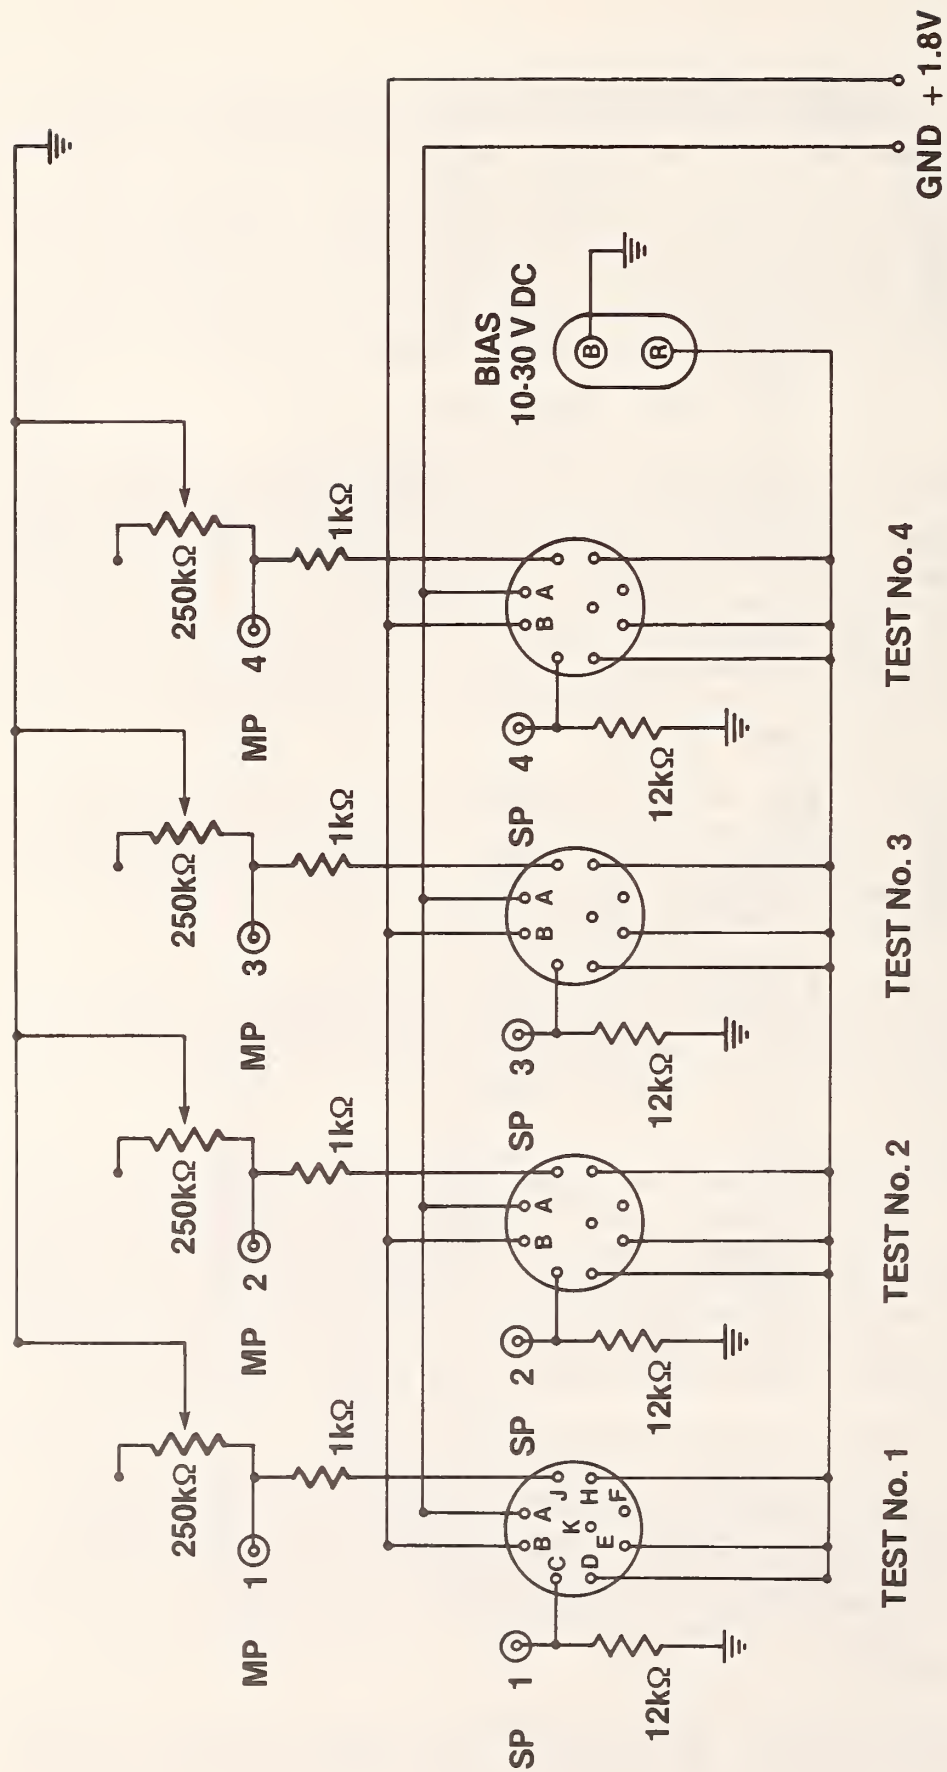 250kΩ 250kΩ 250kΩ 250kΩ
MP 1 MP 2 MP 3 MP 4
1kΩ 1kΩ 1kΩ 1kΩ
BIAS
10-30 V DC
SP 1 SP 2 SP 3 SP 4
B A B A B A B A
C K J
D H
E F
B R
12kΩ 12kΩ 12kΩ 12kΩ
TEST No. 1 TEST No. 2 TEST No. 3 TEST No. 4
GND + 1.8V